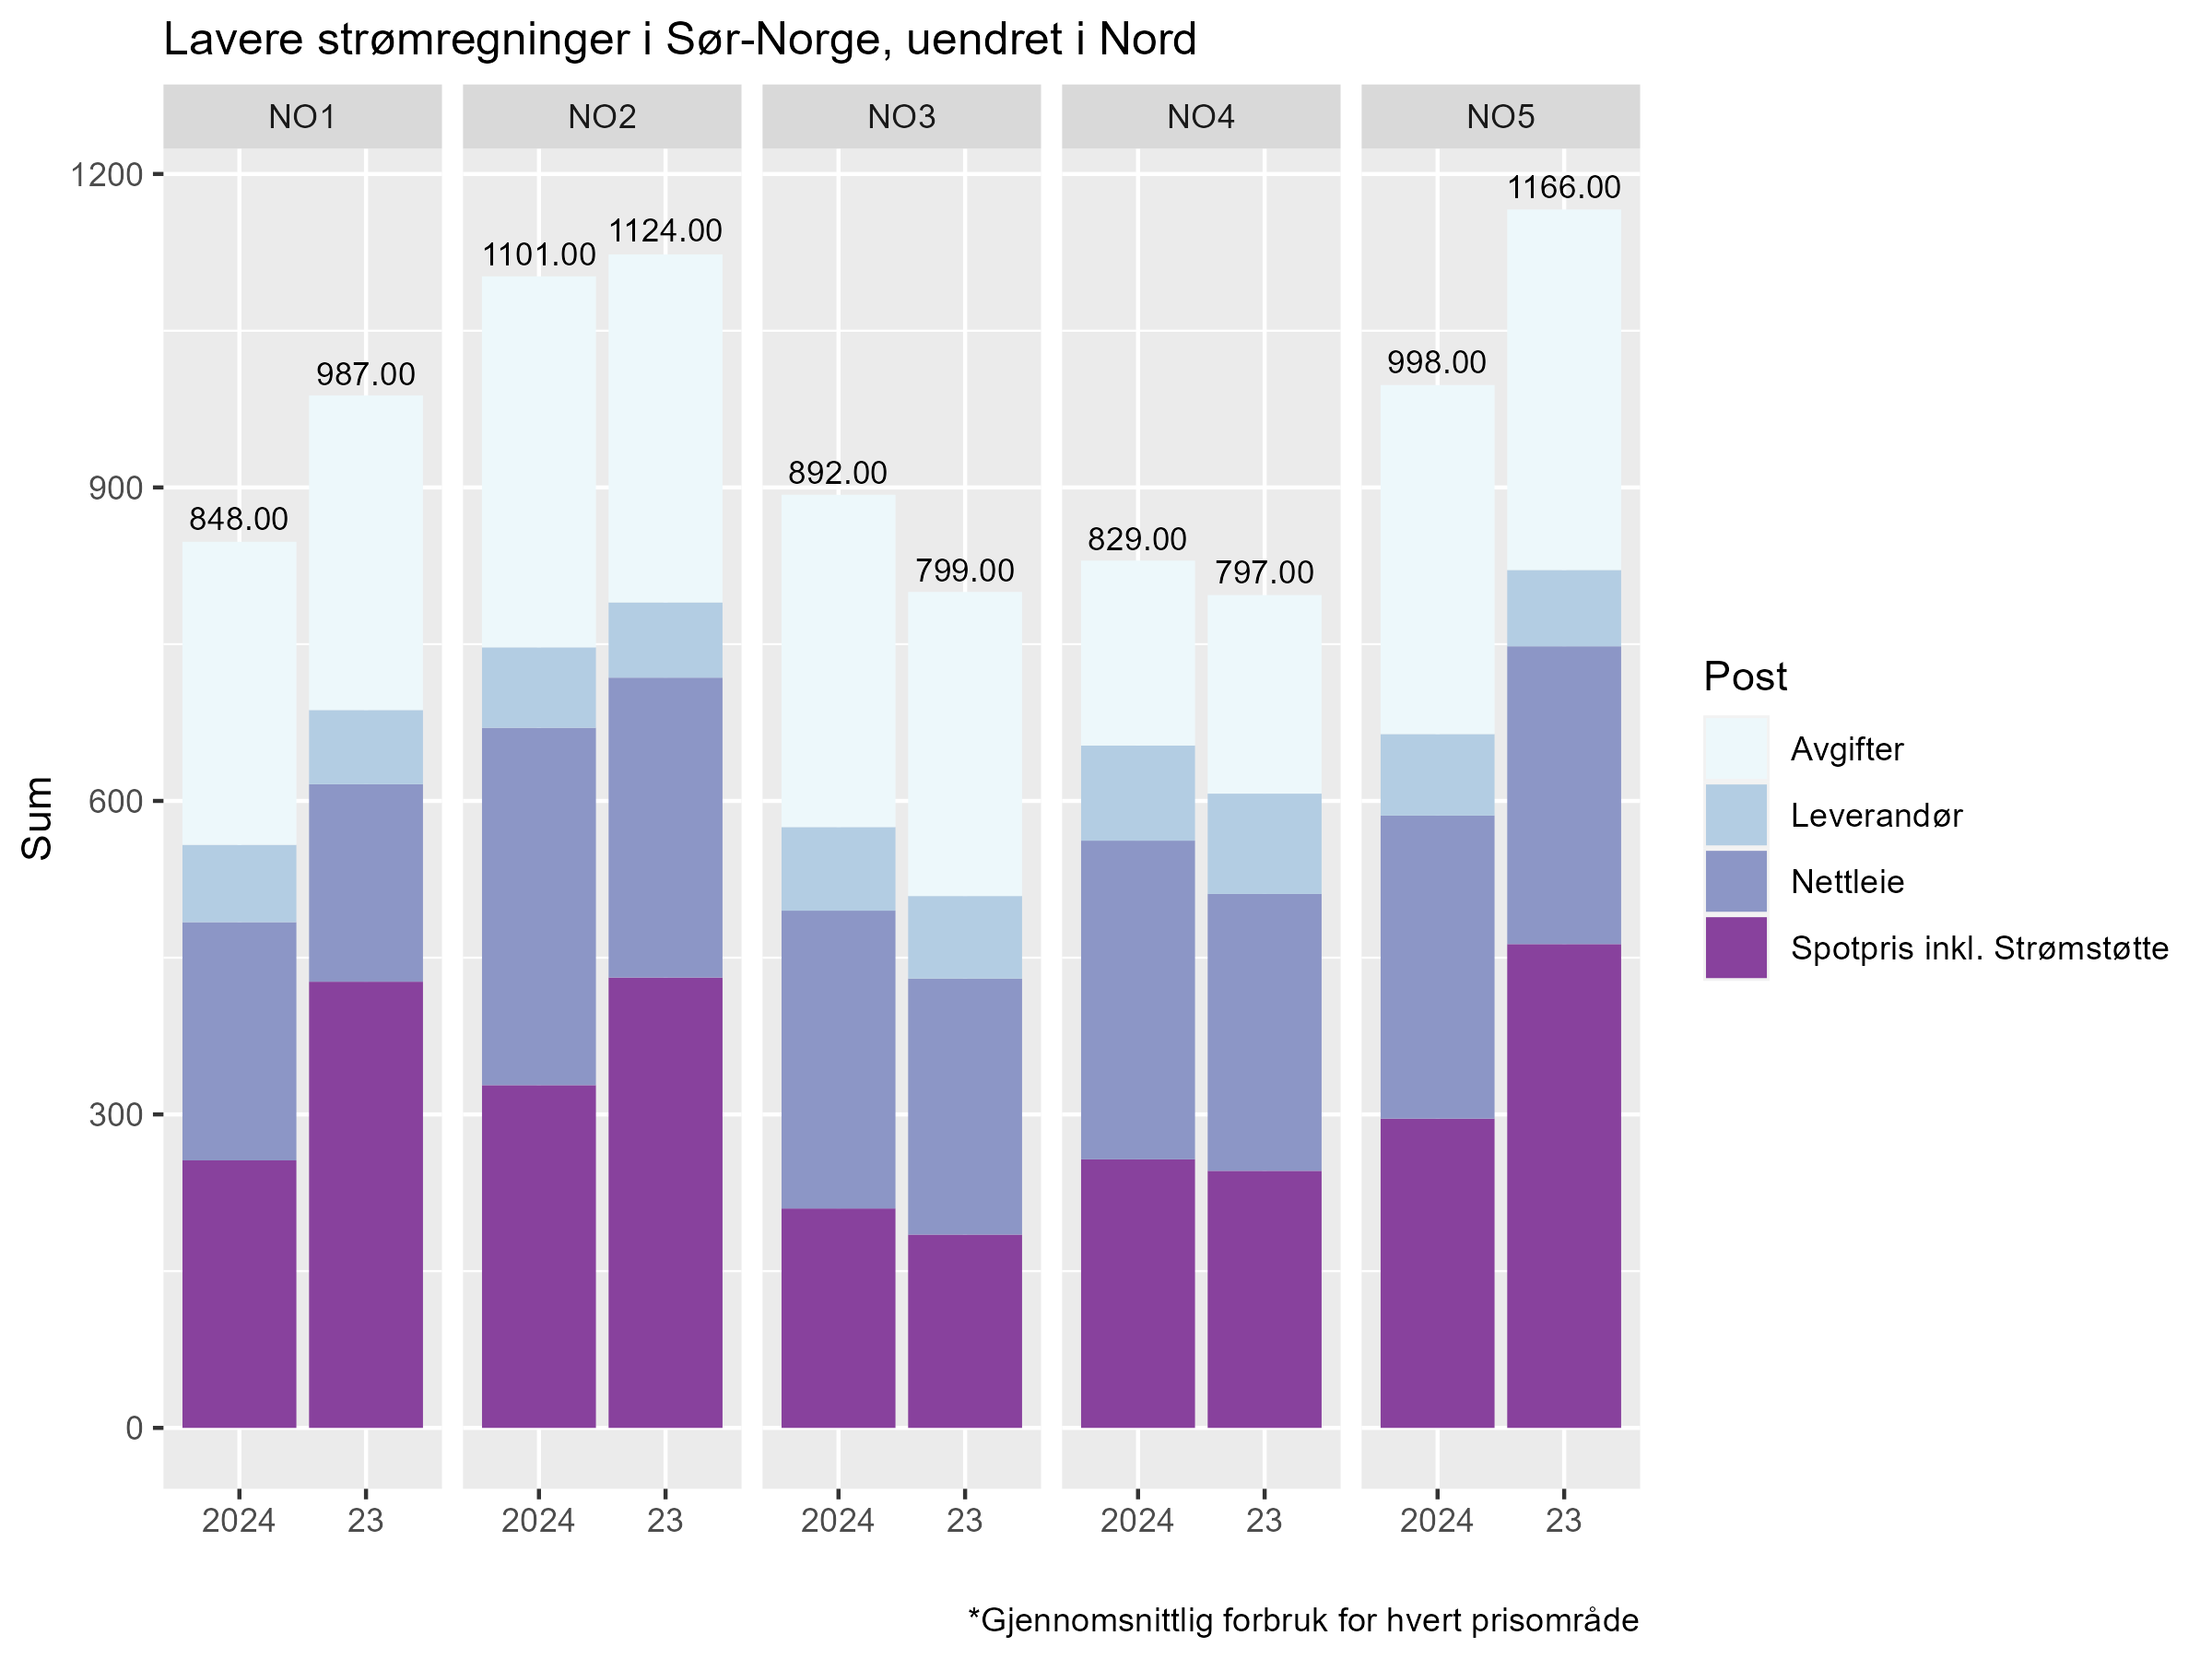 Lavere strømregninger i Sør-Norge, uendret i Nord
NO1 NO2 NO3 NO4 NO5
1200
900
600
300
0
Sum
848.00 987.00 1101.00 1124.00 892.00 799.00 829.00 797.00 998.00 1166.00
2024 23 2024 23 2024 23 2024 23 2024 23
Post
Avgifter
Leverandør
Nettleie
Spotpris inkl. Strømstøtte
*Gjennomsnittlig forbruk for hvert prisområde